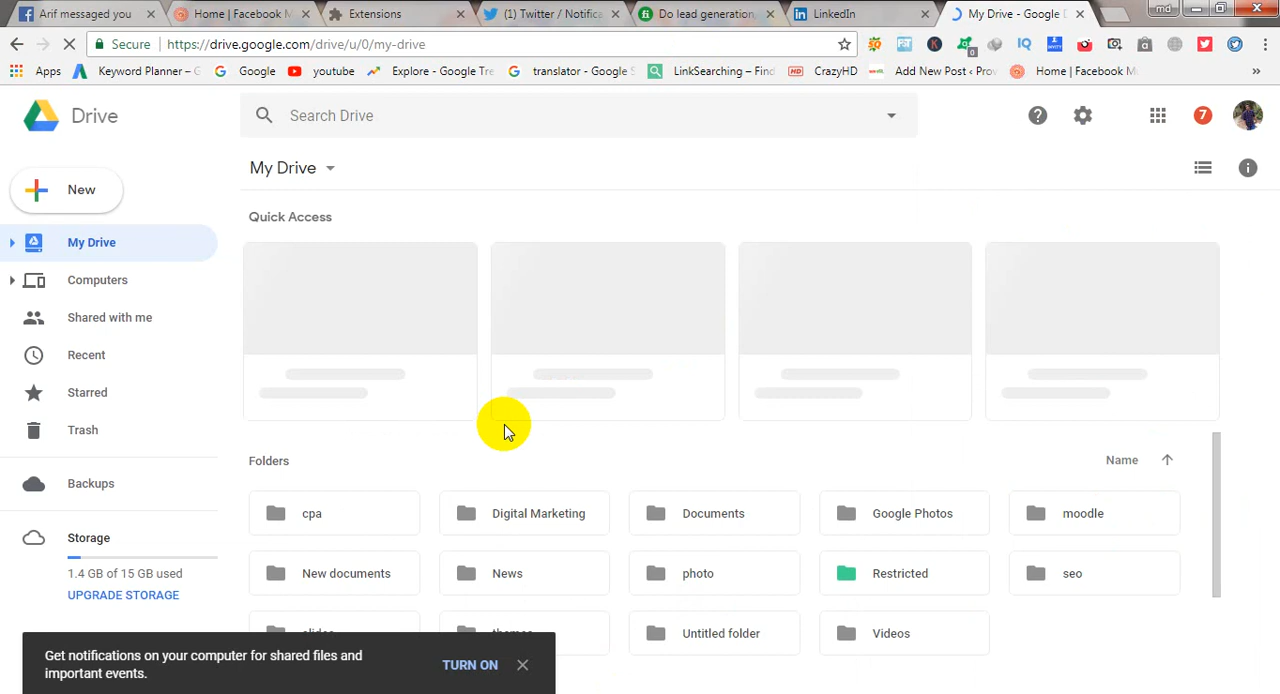 Arif messaged you
Home | Facebook M
Extensions
(1) Twitter / Notifica
Do lead generation,
LinkedIn
My Drive - Google D
md
Secure
https://drive.google.com/drive/u/0/my-drive
Apps
Keyword Planner – G
Google
youtube
Explore - Google Tre
translator - Google S
LinkSearching – Find
HD
CrazyHD
Add New Post ‹ Prov
Home | Facebook M
»
Drive
Search Drive
7
My Drive
New
Quick Access
My Drive
Computers
Shared with me
Recent
Starred
Trash
Folders
Name
Backups
cpa
Digital Marketing
Documents
Google Photos
moodle
Storage
1.4 GB of 15 GB used
UPGRADE STORAGE
New documents
News
photo
Restricted
seo
Untitled folder
Videos
Get notifications on your computer for shared files and
important events.
TURN ON